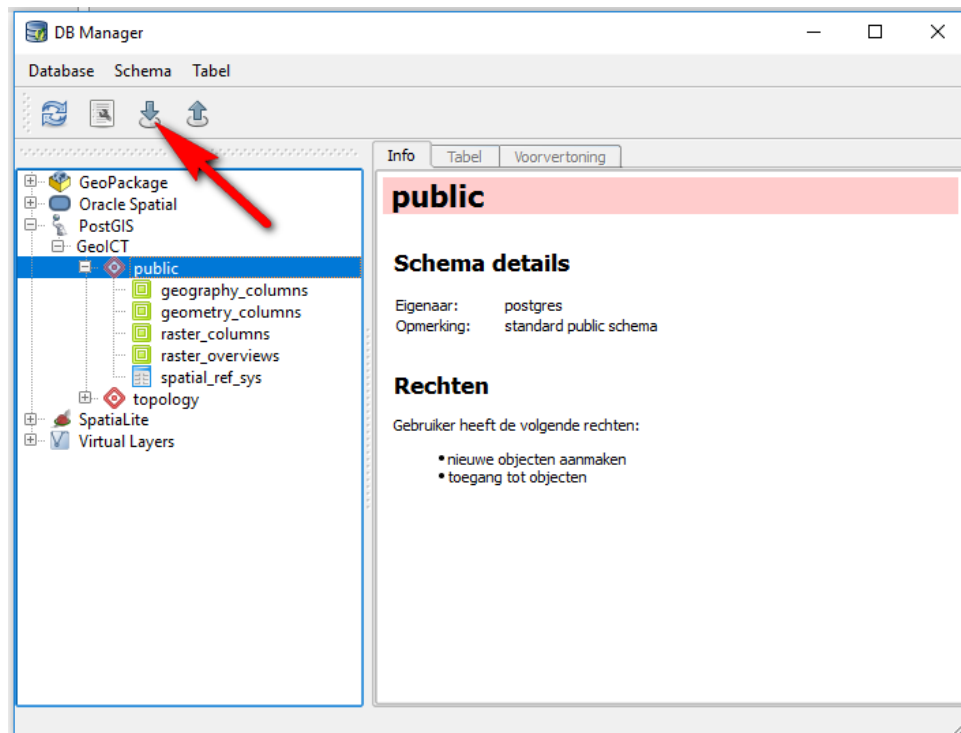 DB Manager
Database Schema Tabel
Info Tabel Voorvertoning
GeoPackage
Oracle Spatial
PostGIS
GeoICT
public
geography_columns
geometry_columns
raster_columns
raster_overviews
spatial_ref_sys
topology
SpatiaLite
Virtual Layers
public
Schema details
Eigenaar: postgres
Opmerking: standard public schema
Rechten
Gebruiker heeft de volgende rechten:
• nieuwe objecten aanmaken
• toegang tot objecten